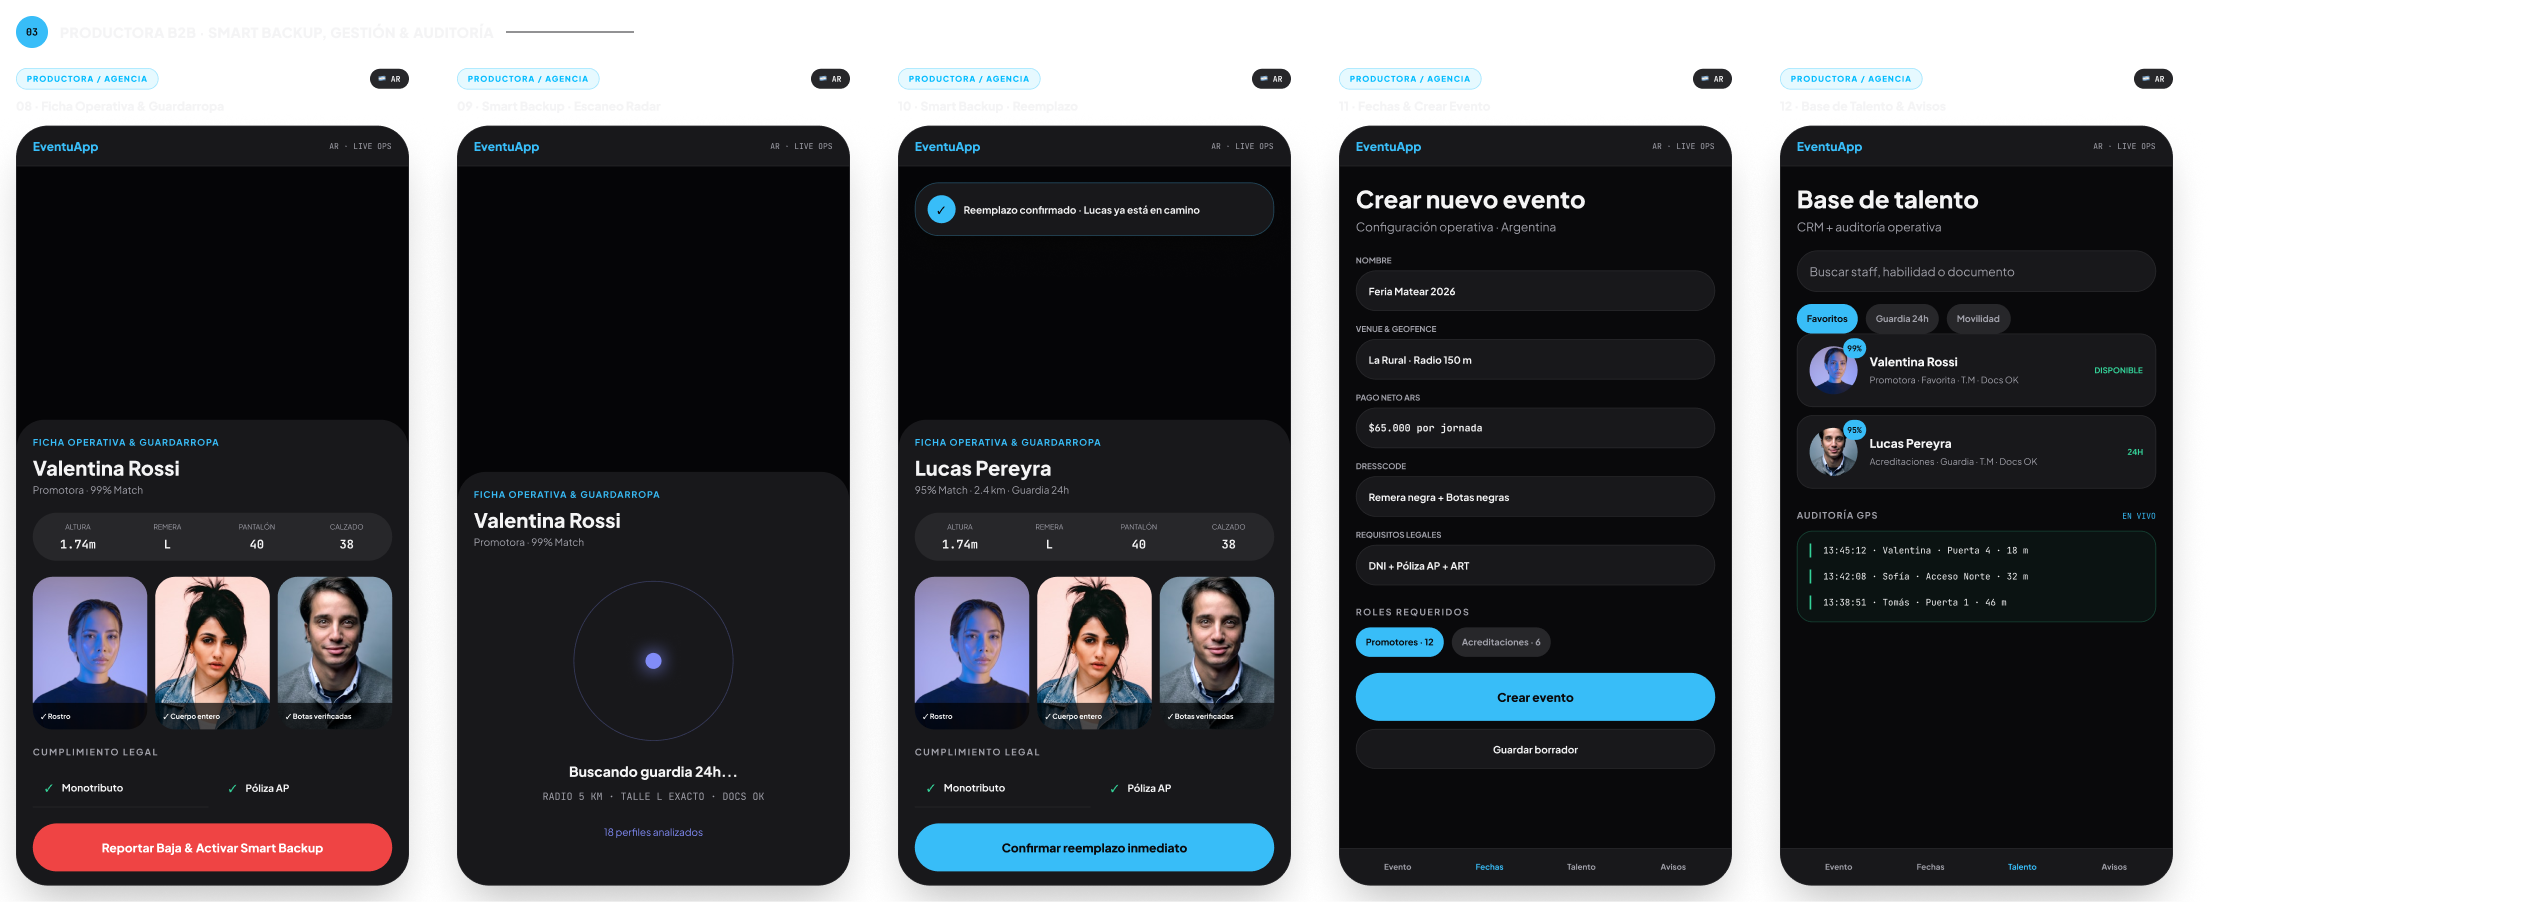 03 PRODUCTORA B2B · SMART BACKUP, GESTIÓN & AUDITORÍA
PRODUCTORA / AGENCIA
AR
08 · Ficha Operativa & Guardarropa
EventuApp
AR · LIVE OPS
FICHA OPERATIVA & GUARDARROPA
Valentina Rossi
Promotora · 99% Match
ALTURA REMERA PANTALÓN CALZADO
1.74m L 40 38
✓ Rostro ✓ Cuerpo entero ✓ Botas verificadas
CUMPLIMIENTO LEGAL
✓ Monotributo ✓ Póliza AP
Reportar Baja & Activar Smart Backup
PRODUCTORA / AGENCIA
AR
09 · Smart Backup · Escaneo Radar
EventuApp
AR · LIVE OPS
FICHA OPERATIVA & GUARDARROPA
Valentina Rossi
Promotora · 99% Match
Buscando guardia 24h...
RADIO 5 KM · TALLE L EXACTO · DOCS OK
18 perfiles analizados
PRODUCTORA / AGENCIA
AR
10 · Smart Backup · Reemplazo
EventuApp
AR · LIVE OPS
✓ Reemplazo confirmado · Lucas ya está en camino
FICHA OPERATIVA & GUARDARROPA
Lucas Pereyra
95% Match · 2.4 km · Guardia 24h
ALTURA REMERA PANTALÓN CALZADO
1.74m L 40 38
✓ Rostro ✓ Cuerpo entero ✓ Botas verificadas
CUMPLIMIENTO LEGAL
✓ Monotributo ✓ Póliza AP
Confirmar reemplazo inmediato
PRODUCTORA / AGENCIA
AR
11 · Fechas & Crear Evento
EventuApp
AR · LIVE OPS
Crear nuevo evento
Configuración operativa · Argentina
NOMBRE
Feria Matear 2026
VENUE & GEOFENCE
La Rural · Radio 150 m
PAGO NETO ARS
$65.000 por jornada
DRESSCODE
Remera negra + Botas negras
REQUISITOS LEGALES
DNI + Póliza AP + ART
ROLES REQUERIDOS
Promotores · 12 Acreditaciones · 6
Crear evento
Guardar borrador
Evento Fechas Talento Avisos
PRODUCTORA / AGENCIA
AR
12 · Base de Talento & Avisos
EventuApp
AR · LIVE OPS
Base de talento
CRM + auditoría operativa
Buscar staff, habilidad o documento
Favoritos Guardia 24h Movilidad
99%
Valentina Rossi
Promotora · Favorita · T.M · Docs OK
DISPONIBLE
95%
Lucas Pereyra
Acreditaciones · Guardia · T.M · Docs OK
24H
AUDITORÍA GPS
EN VIVO
13:45:12 · Valentina · Puerta 4 · 18 m
13:42:08 · Sofía · Acceso Norte · 32 m
13:38:51 · Tomás · Puerta 1 · 46 m
Evento Fechas Talento Avisos